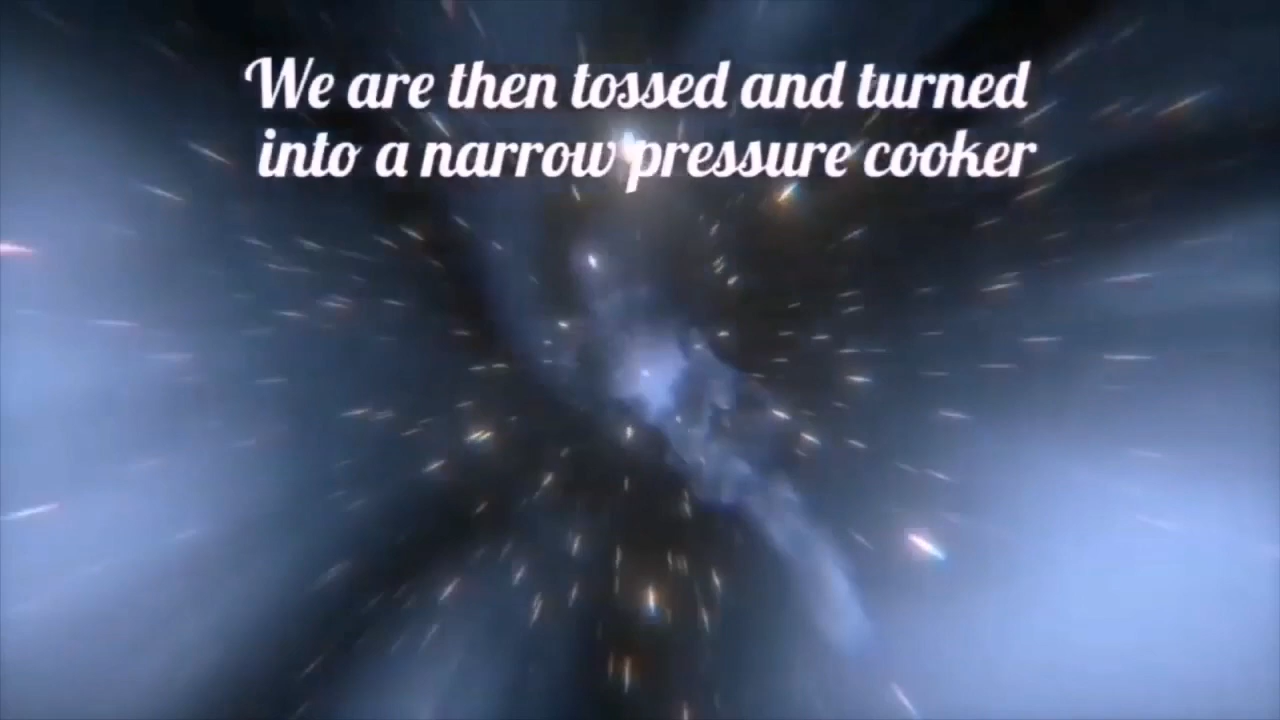 We are then tossed and turned
into a narrow pressure cooker